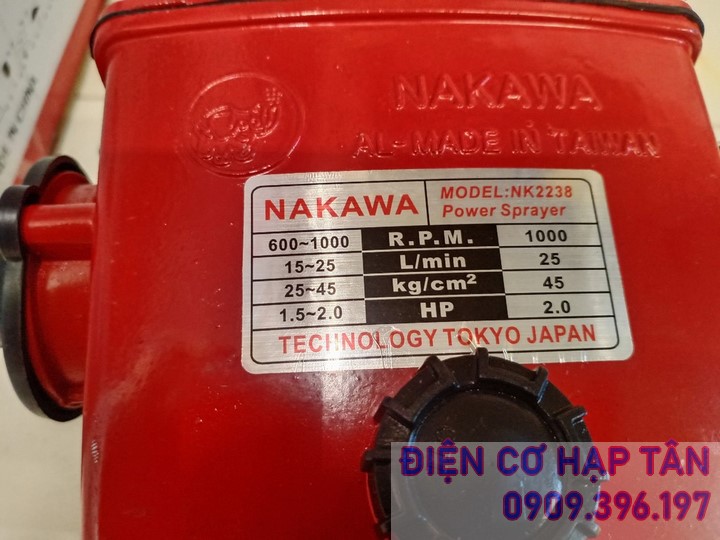 NAKAWA
AL-MADE IN TAIWAN
NAKAWA
MODEL:NK2238
Power Sprayer
600~1000 R.P.M. 1000
15~25 L/min 25
25~45 kg/cm² 45
1.5~2.0 HP 2.0
TECHNOLOGY TOKYO JAPAN
ĐIỆN CƠ HẠP TÂN
0909.396.197